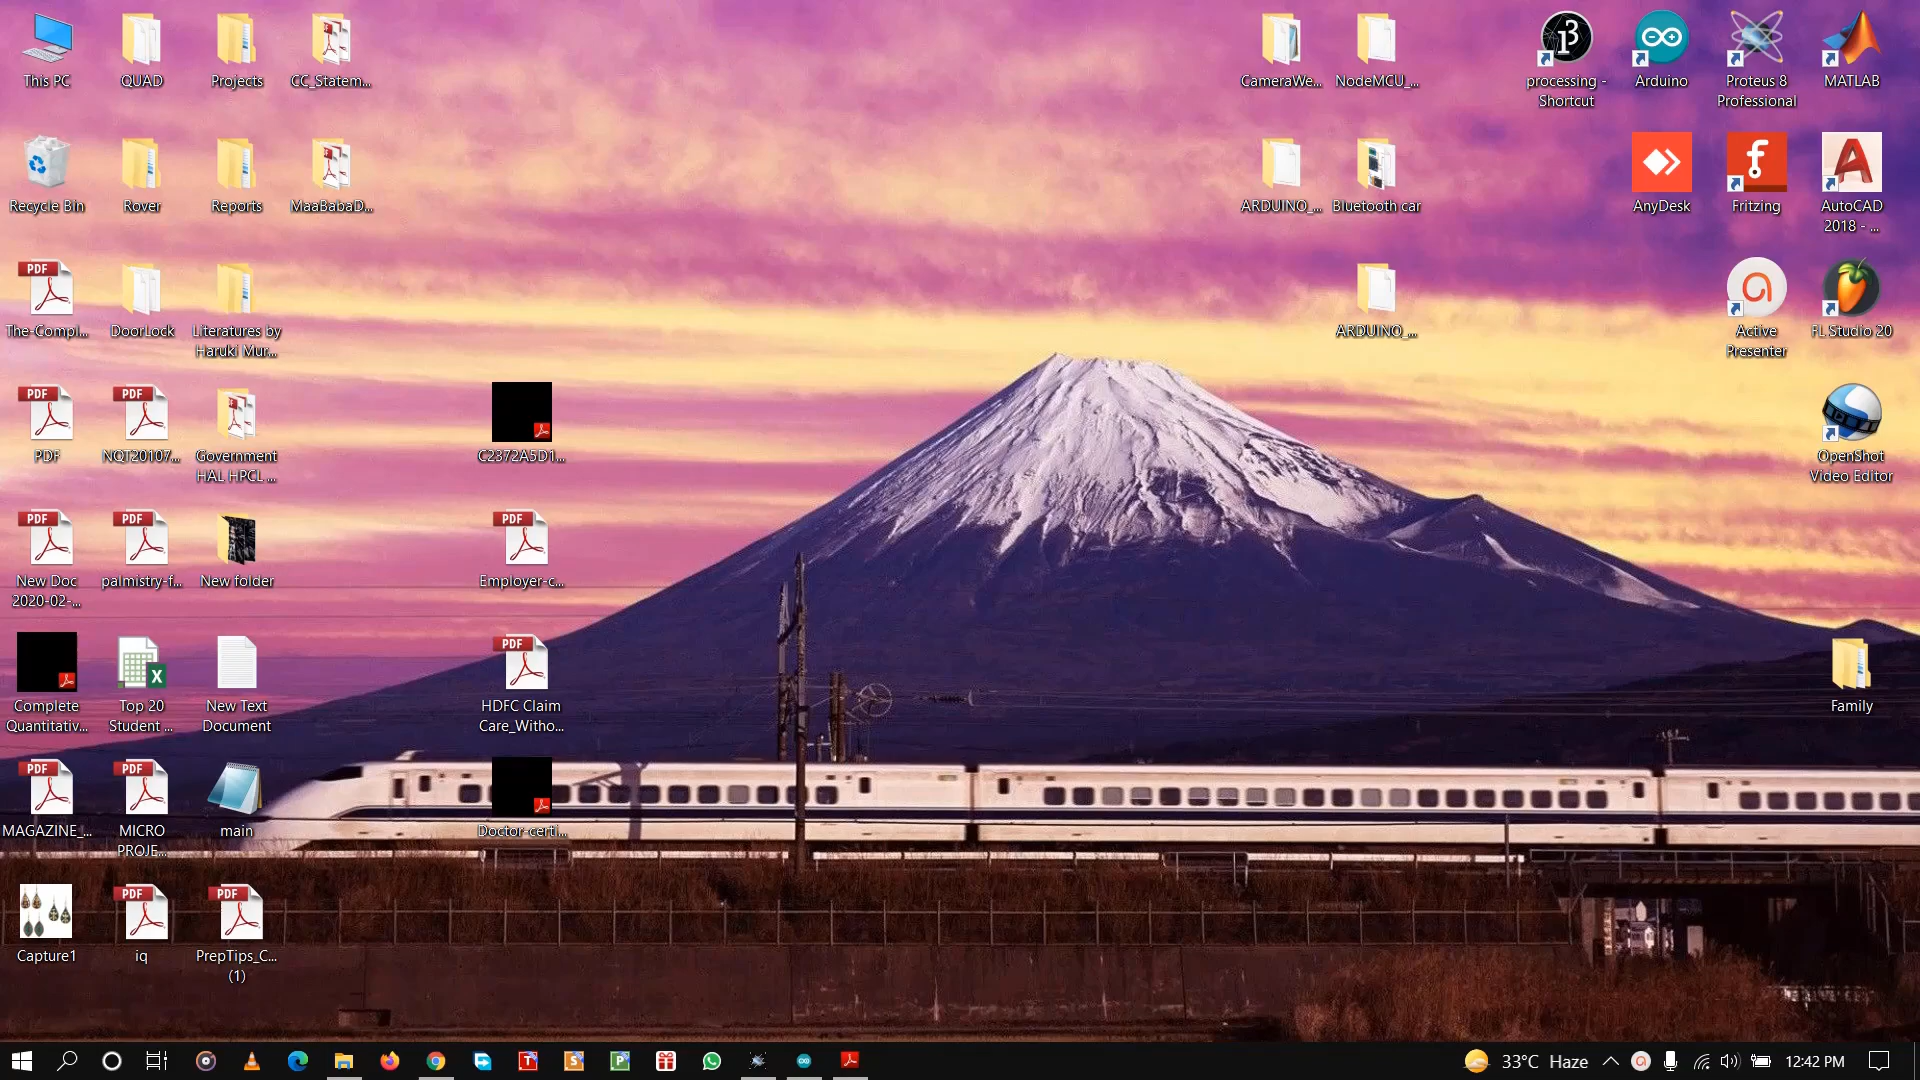 This PC
QUAD
Projects
CC_Statem...
CameraWe...
NodeMCU_...
processing -
Shortcut
Arduino
Proteus 8
Professional
MATLAB
Recycle Bin
Rover
Reports
MaaBabaD...
ARDUINO_...
Bluetooth car
AnyDesk
Fritzing
AutoCAD
2018 - ...
PDF
The-Compl...
DoorLock
Literatures by
Haruki Mur...
ARDUINO_...
Active
Presenter
FL Studio 20
PDF
PDF
PDF
NQT20107...
Government
HAL HPCL ...
C2372A5D1...
OpenShot
Video Editor
PDF
PDF
PDF
New Doc
2020-02-...
palmistry-f...
New folder
Employer-c...
PDF
Complete
Quantitativ...
Top 20
Student ...
New Text
Document
HDFC Claim
Care_Witho...
Family
PDF
PDF
MAGAZINE_...
MICRO
PROJE...
main
Doctor-certi...
PDF
PDF
Capture1
iq
PrepTips_C...
(1)
33°C Haze
12:42 PM